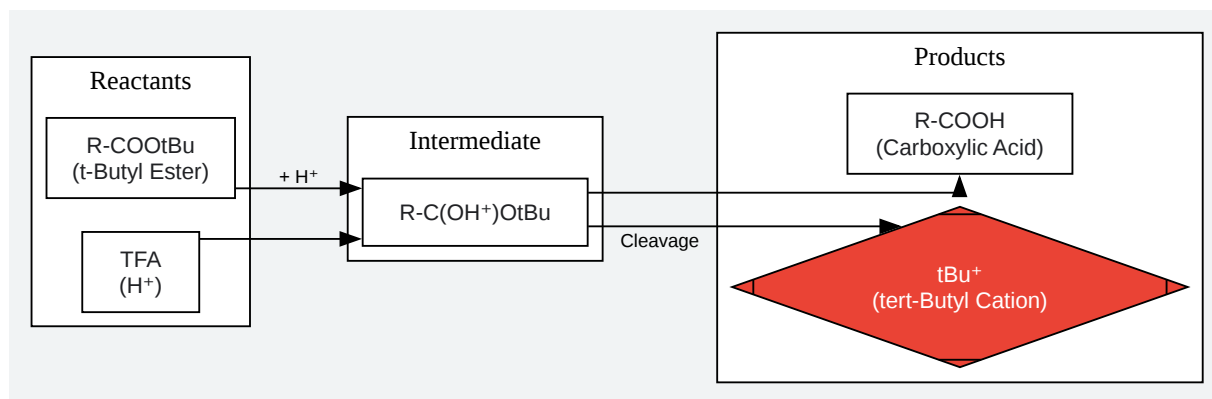 Reactants
R-COOtBu
(t-Butyl Ester)
TFA
(H⁺)
+ H⁺
Intermediate
R-C(OH⁺)OtBu
Cleavage
Products
R-COOH
(Carboxylic Acid)
tBu⁺
(tert-Butyl Cation)